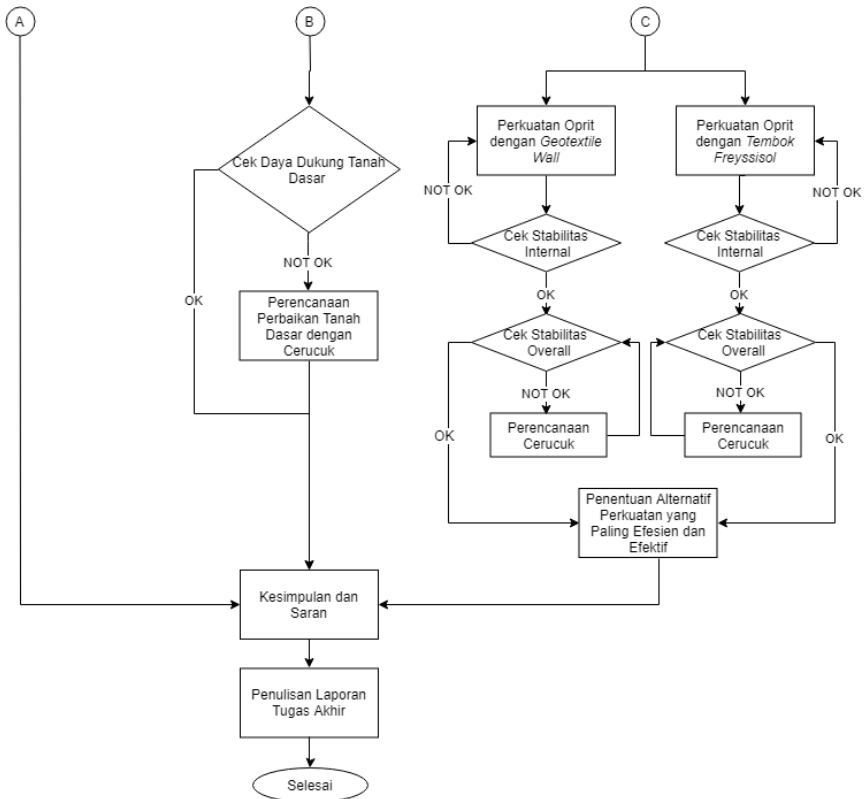 A
B
C
Cek Daya Dukung Tanah
Dasar
NOT OK
OK
Perencanaan
Perbaikan Tanah
Dasar dengan
Cerucuk
Perkuatan Oprit
dengan Geotextile
Wall
NOT OK
Cek Stabilitas
Internal
OK
Cek Stabilitas
Overall
NOT OK
Perencanaan
Cerucuk
OK
Perkuatan Oprit
dengan Tembok
Freyssisol
NOT OK
Cek Stabilitas
Internal
OK
Cek Stabilitas
Overall
NOT OK
Perencanaan
Cerucuk
OK
Penentuan Alternatif
Perkuatan yang
Paling Efesien dan
Efektif
Kesimpulan dan
Saran
Penulisan Laporan
Tugas Akhir
Selesai